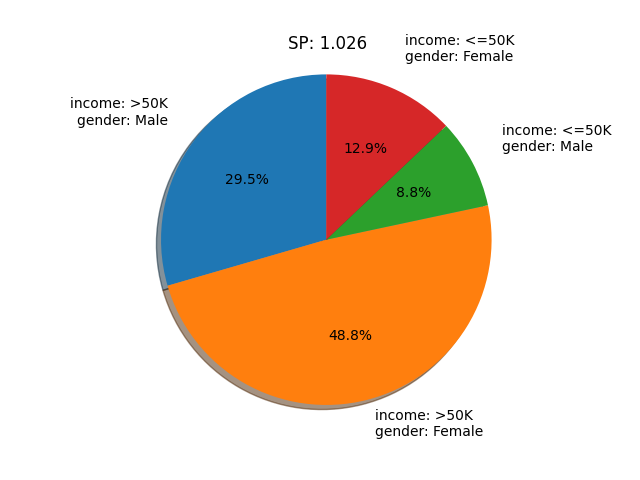 SP: 1.026
income: <=50K
gender: Female
income: >50K
gender: Male
income: <=50K
gender: Male
12.9%
29.5%
8.8%
48.8%
income: >50K
gender: Female